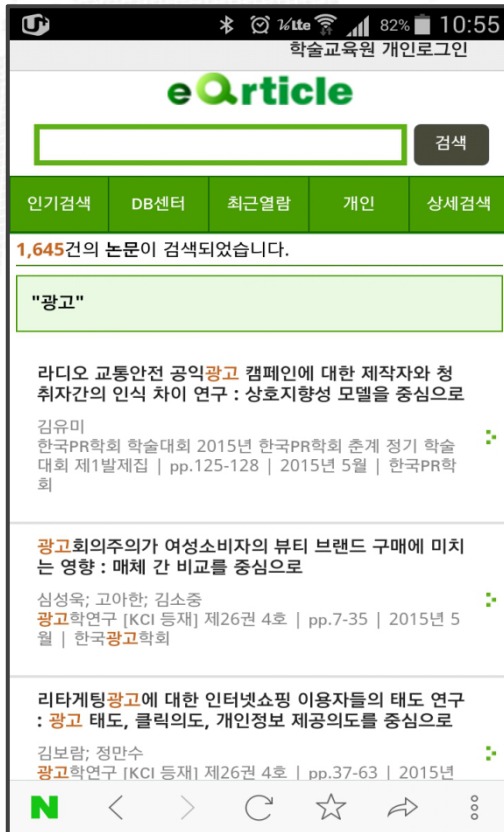 82% 10:55
학술교육원 개인로그인
earticle
검색
인기검색 DB센터 최근열람 개인 상세검색
1,645건의 논문이 검색되었습니다.
"광고"
라디오 교통안전 공익광고 캠페인에 대한 제작자와 청
취자간의 인식 차이 연구 : 상호지향성 모델을 중심으로
김유미
한국PR학회 학술대회 2015년 한국PR학회 춘계 정기 학술
대회 제1발제집 | pp.125-128 | 2015년 5월 | 한국PR학
회
광고회의주의가 여성소비자의 뷰티 브랜드 구매에 미치
는 영향 : 매체 간 비교를 중심으로
심성욱; 고아한; 김소중
광고학연구 [KCI 등재] 제26권 4호 | pp.7-35 | 2015년 5
월 | 한국광고학회
리타게팅광고에 대한 인터넷쇼핑 이용자들의 태도 연구
: 광고 태도, 클릭의도, 개인정보 제공의도를 중심으로
김보람; 정만수
광고학연구 [KCI 등재] 제26권 4호 | pp.37-63 | 2015년
N